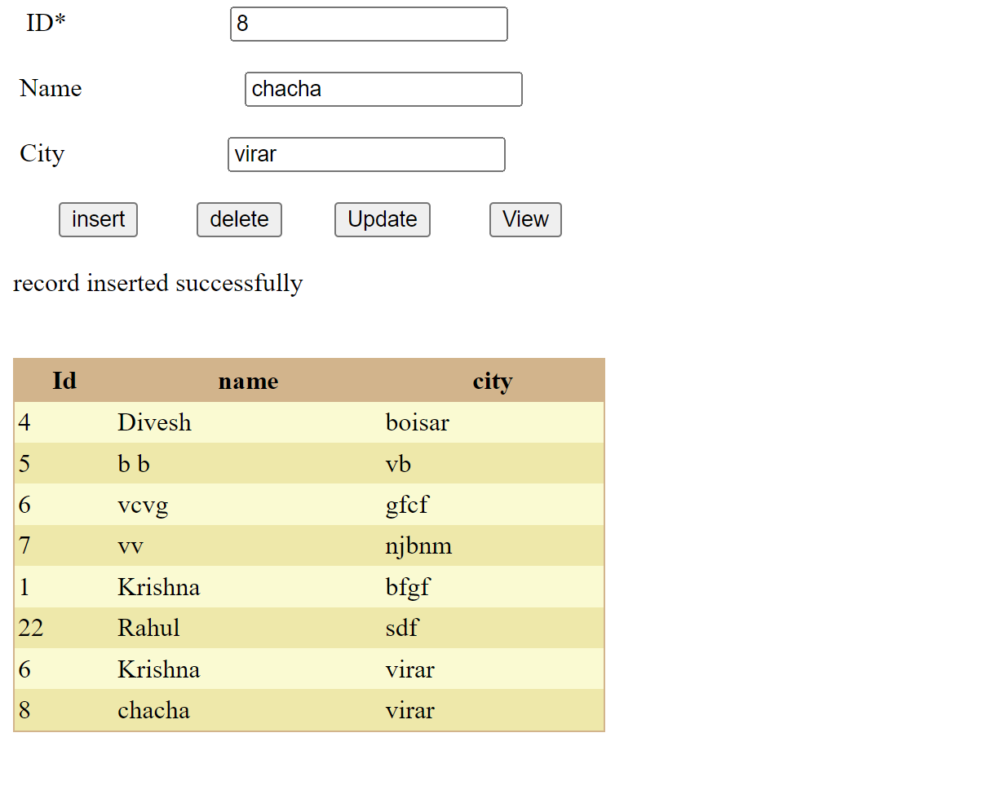 ID* 8
Name chacha
City virar
insert delete Update View
record inserted successfully
Id name city
4 Divesh boisar
5 b b vb
6 vcvg gfcf
7 vv njbnm
1 Krishna bfgf
22 Rahul sdf
6 Krishna virar
8 chacha virar